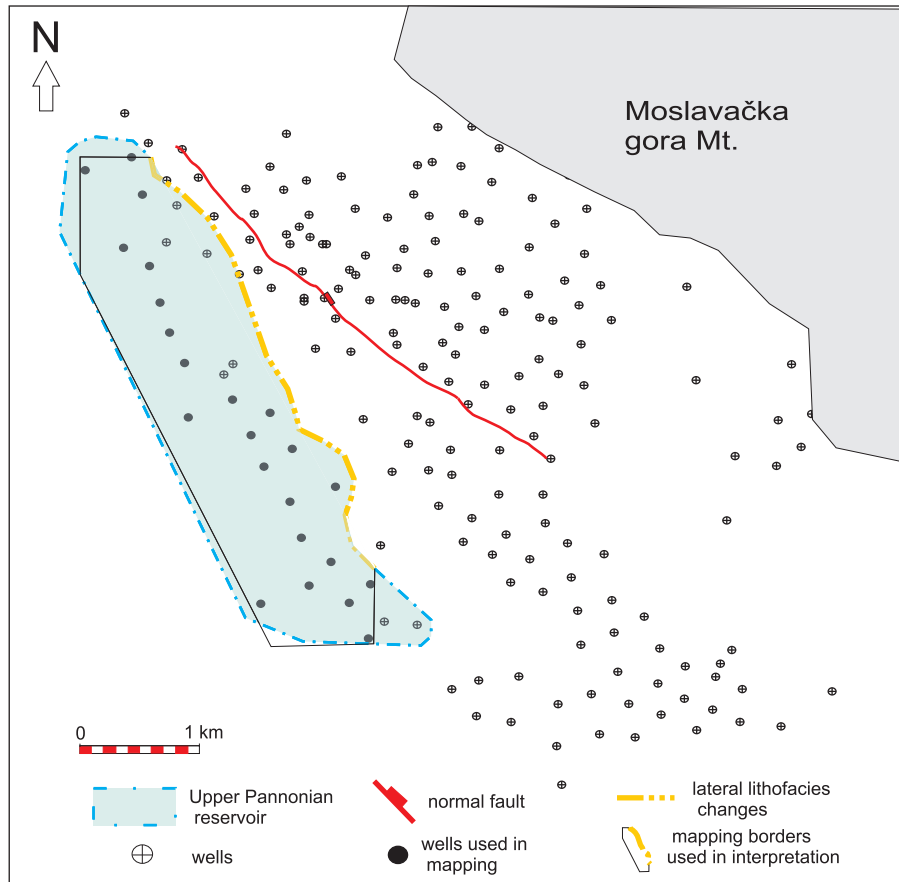 N
Moslavačka
gora Mt.
0 1 km
Upper Pannonian
reservoir
normal fault
lateral lithofacies
changes
wells
wells used in
mapping
mapping borders
used in interpretation